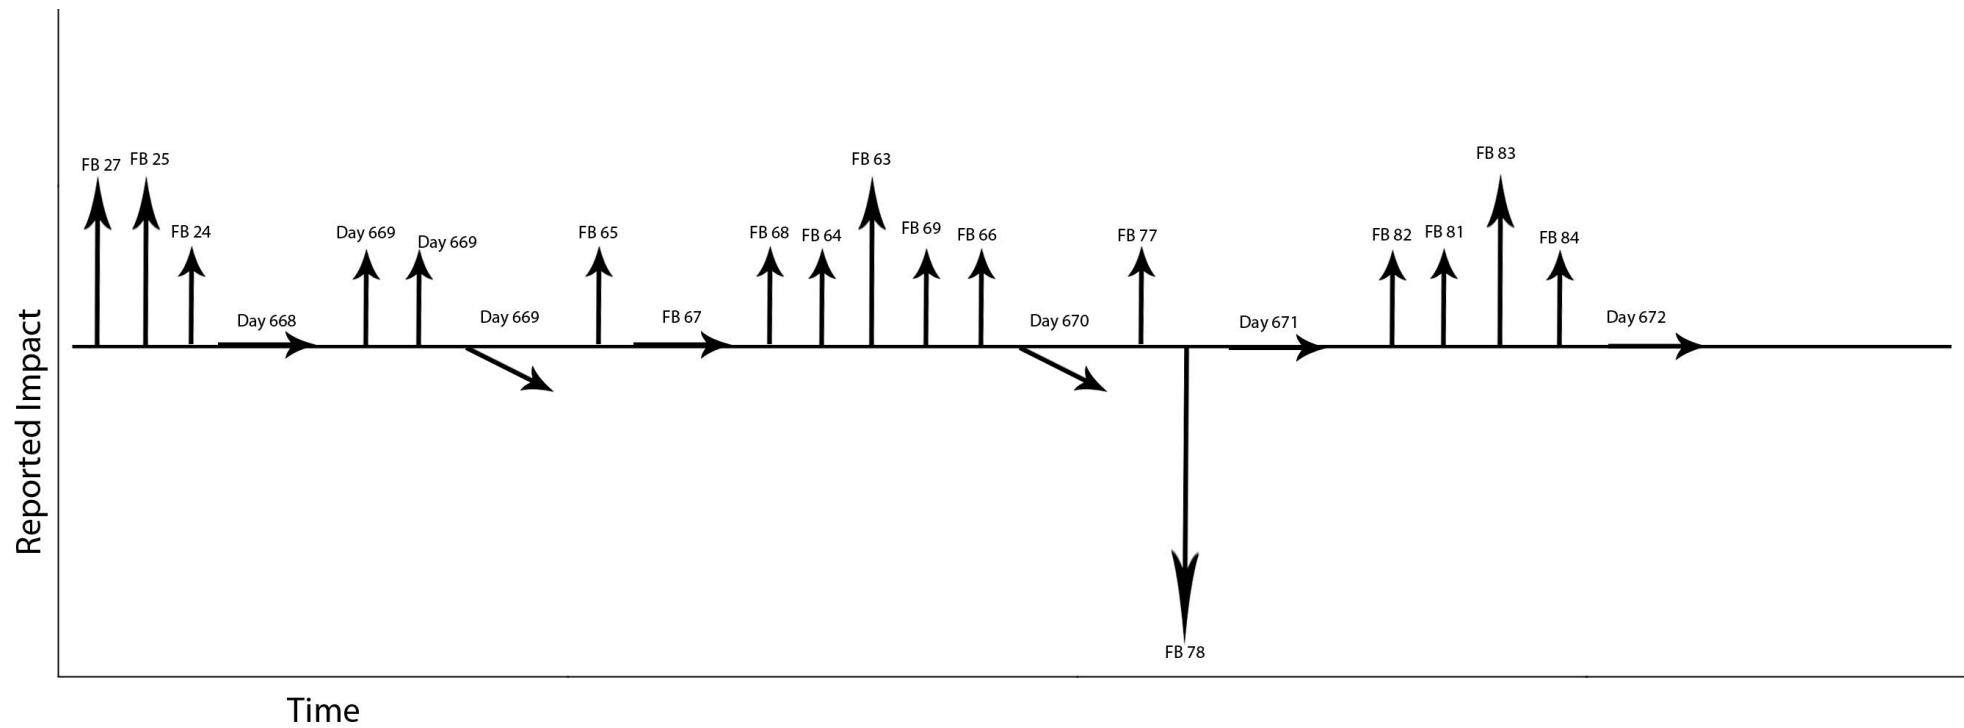 FB 27
FB 25
FB 24
Day 668
Day 669
Day 669
Day 669
FB 65
FB 67
FB 68
FB 64
FB 63
FB 69
FB 66
Day 670
FB 77
FB 78
Day 671
FB 82
FB 81
FB 83
FB 84
Day 672
Reported Impact
Time